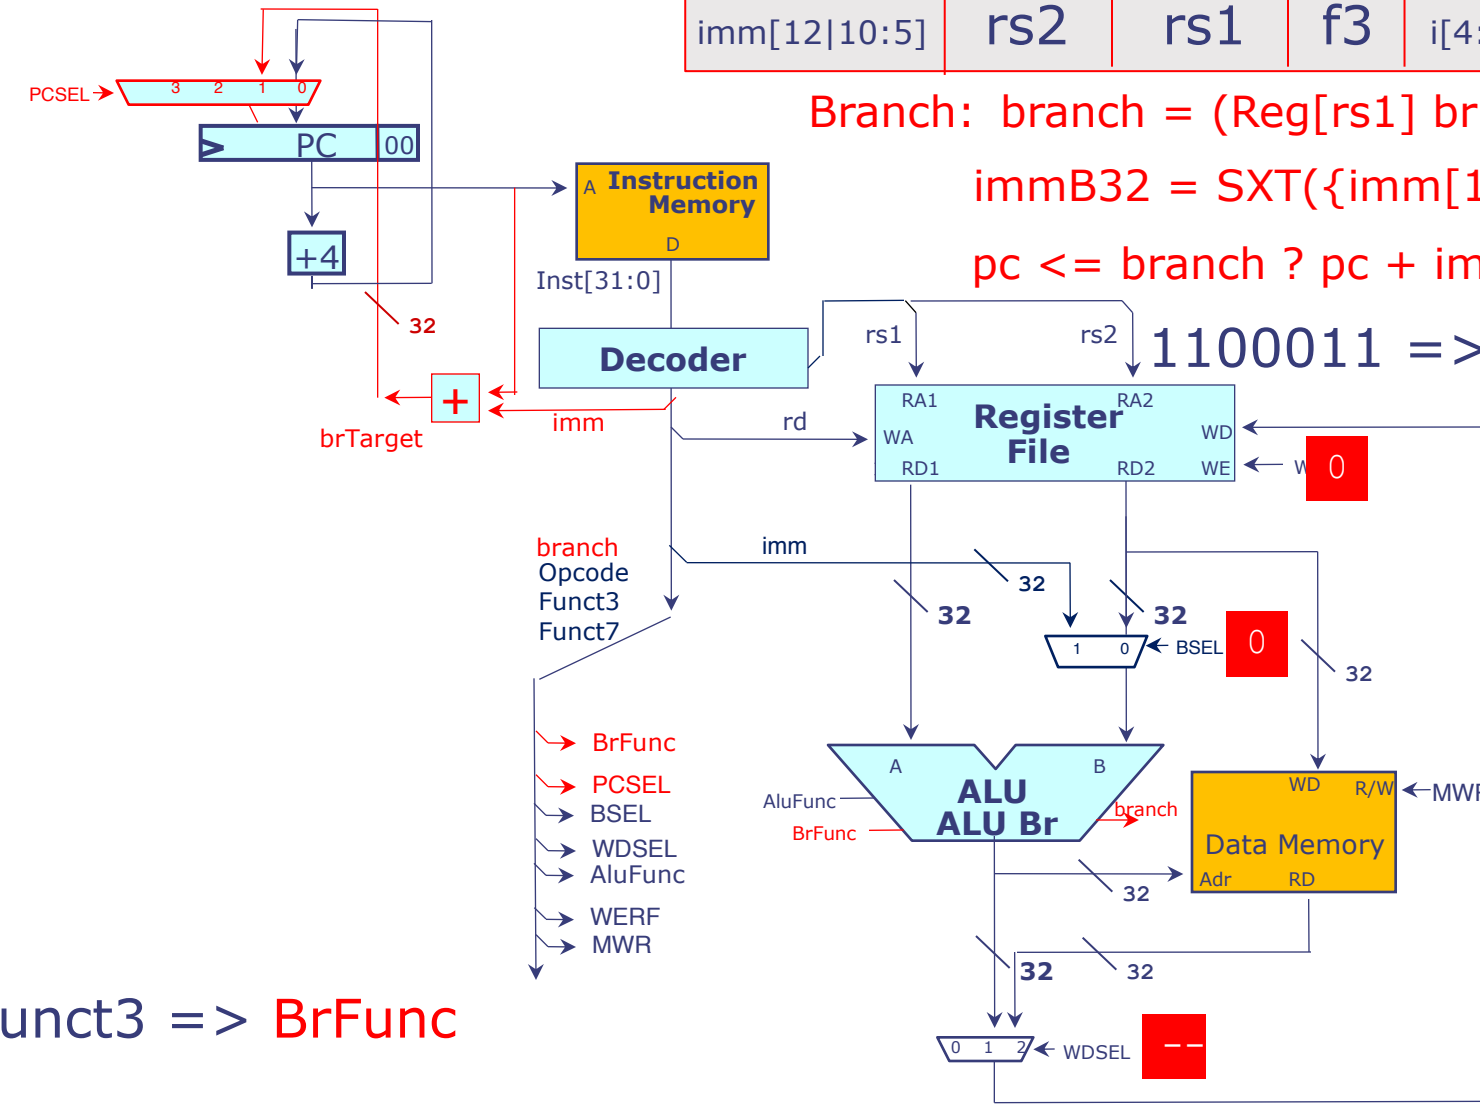 imm[12|10:5] rs2 rs1 f3 i[4:
Branch: branch = (Reg[rs1] br
immB32 = SXT({imm[1
pc <= branch ? pc + im
1100011 =>
PCSEL
3 2 1 0
PC 00
+4
32
A Instruction
Memory
D
Inst[31:0]
Decoder
rs1
rs2
+
brTarget
imm
rd
RA1 RA2
Register
File
WA WD
RD1 RD2 WE
W
0
branch
Opcode
Funct3
Funct7
imm
32
32
32
1 0
BSEL
0
32
BrFunc
PCSEL
BSEL
WDSEL
AluFunc
WERF
MWR
A B
ALU
ALU Br
AluFunc
BrFunc
branch
WD R/W
MWR
Data Memory
Adr RD
32
32
32
0 1 2
WDSEL
--
unct3 => BrFunc